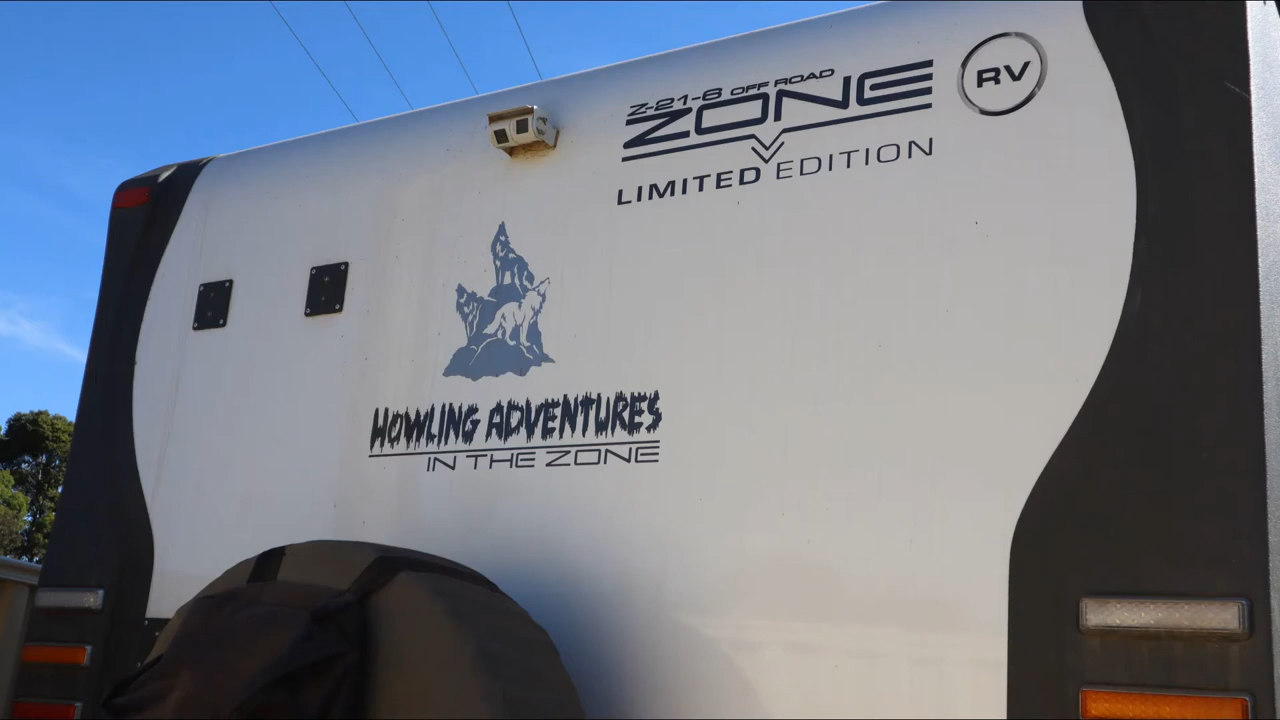 Z-21-6 OFF ROAD
ZONE
RV
LIMITED EDITION
HOWLING ADVENTURES
IN THE ZONE